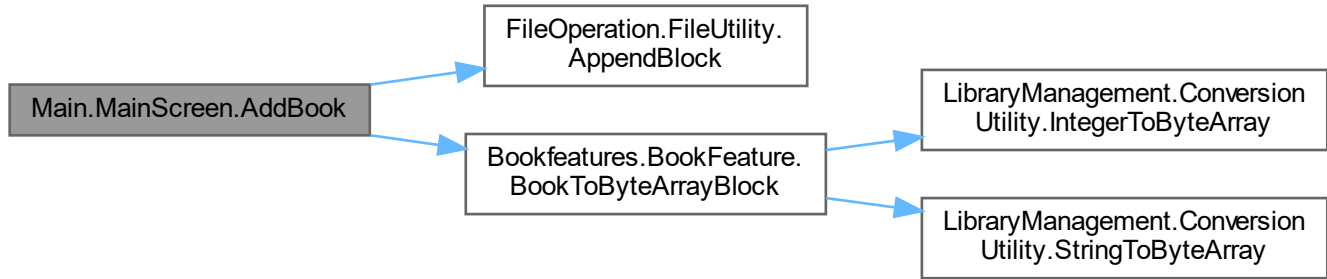 Main.MainScreen.AddBook
FileOperation.FileUtility.
AppendBlock
Bookfeatures.BookFeature.
BookToByteArrayBlock
LibraryManagement.Conversion
Utility.IntegerToByteArray
LibraryManagement.Conversion
Utility.StringToByteArray